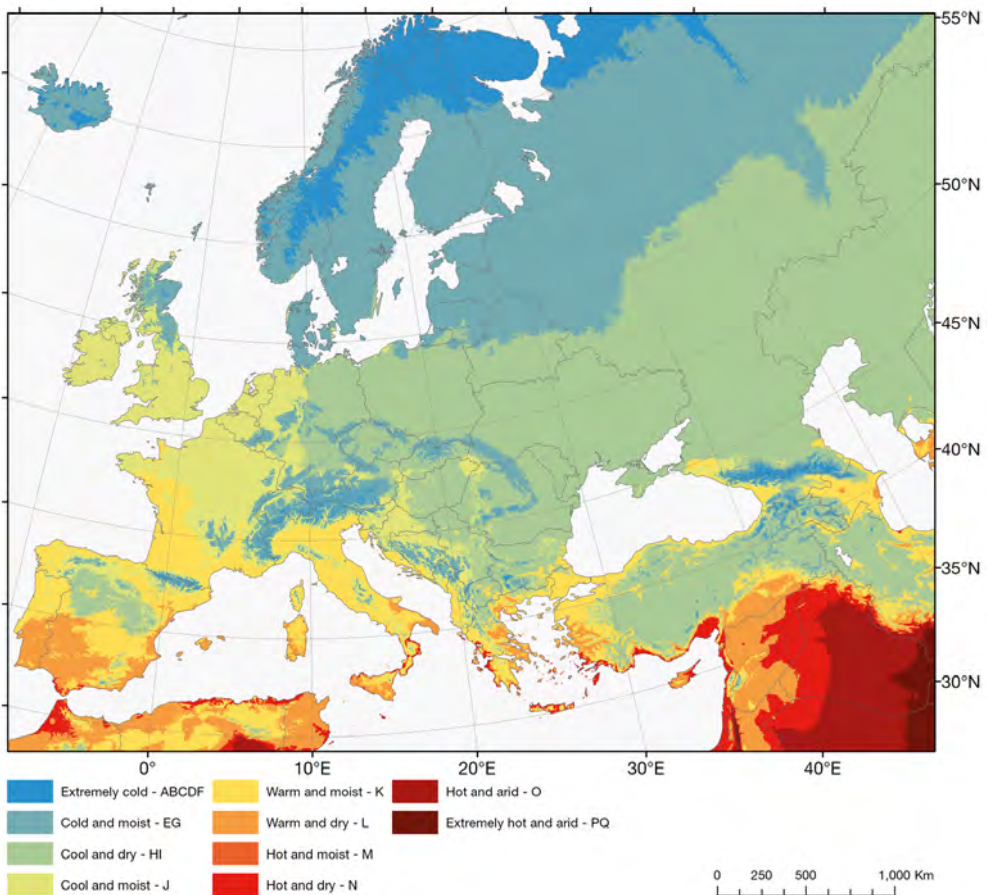 55°N
50°N
45°N
40°N
35°N
30°N
0°
10°E
20°E
30°E
40°E
Extremely cold - ABCDF
Cold and moist - EG
Cool and dry - HI
Cool and moist - J
Warm and moist - K
Warm and dry - L
Hot and moist - M
Hot and dry - N
Hot and arid - O
Extremely hot and arid - PQ
0 250 500 1,000 Km